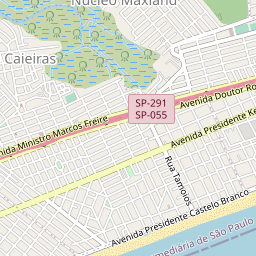 Núcleo Maxland
Caieiras
SP-291
SP-055
Avenida Doutor Ro
nida Ministro Marcos Freire
Avenida Presidente Ke
Rua Tamoios
Avenida Presidente Castelo Branco
mediária de São Paulo